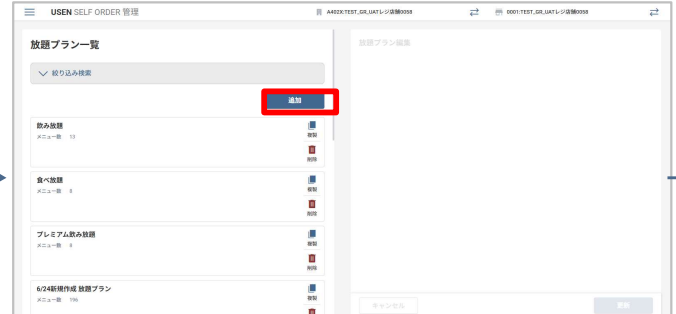 USEN SELF ORDER 管理
A402X:TEST_GR_UATレジ店舗0058
0001:TEST_GR_UATレジ店舗0058
放題プラン一覧
絞り込み検索
追加
飲み放題
メニュー数 13
複製
削除
食べ放題
メニュー数 8
複製
削除
プレミアム飲み放題
メニュー数 8
複製
削除
6/24新規作成 放題プラン
メニュー数 196
複製
放題プラン編集
キャンセル
更新